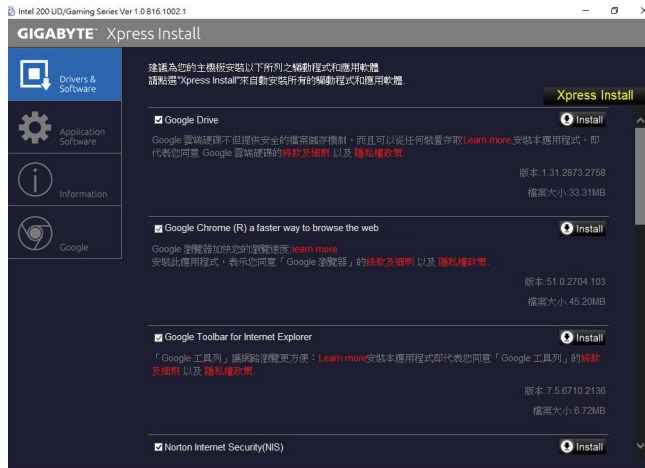 Intel 200 UD/Gaming Series Ver 1.0 B16.1002.1
GIGABYTE™ Xpress Install
Drivers &
Software
Application
Software
Information
Google
建議為您的主機板安裝以下所列之驅動程式和應用軟體
請點選"Xpress Install"來自動安裝所有的驅動程式和應用軟體.
Xpress Install
Google Drive
Install
Google 雲端硬碟不但提供安全的檔案儲存機制，而且可以從任何裝置存取Learn more,安裝本應用程式，即
代表您同意 Google 雲端硬碟的條款及細則 以及 隱私權政策.
版本:1.31.2873.2758
檔案大小:33.31MB
Google Chrome (R) a faster way to browse the web
Install
Google 瀏覽器加快您的瀏覽速度:learn more
安裝此應用程式，表示您同意「Google 瀏覽器」的條款及細則 以及 隱私權政策.
版本:51.0.2704.103
檔案大小:45.20MB
Google Toolbar for Internet Explorer
Install
「Google 工具列」讓網路瀏覽更方便：Learn more安裝本應用程式即代表您同意「Google 工具列」的條款
及細則 以及 隱私權政策.
版本:7.5.6710.2136
檔案大小:6.72MB
Norton Internet Security(NIS)
Install